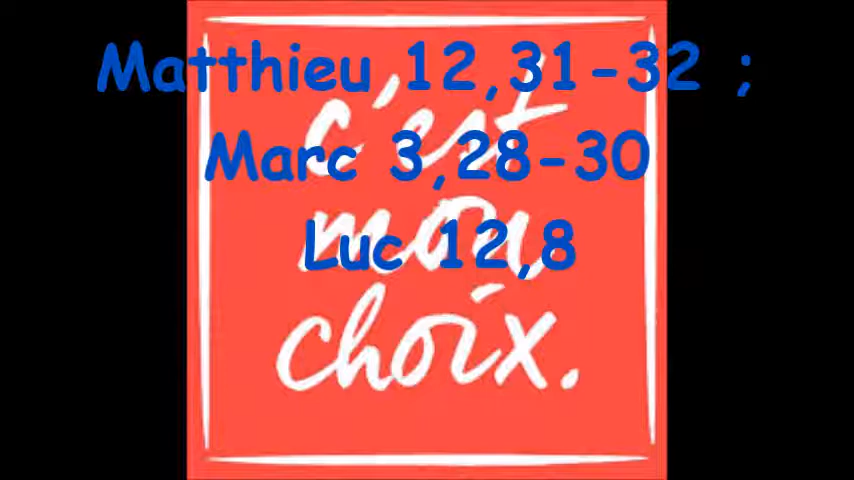 Matthieu 12,31-32 ;
Marc 3,28-30
Luc 12,8
c'est
mon
choix.